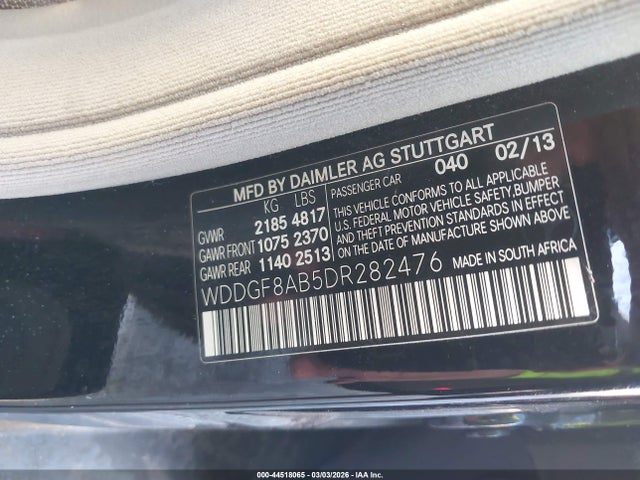 MFD BY DAIMLER AG STUTTGART
KG LBS
GVWR 2185 4817
GAWR FRONT 1075 2370
GAWR REAR 1140 2513
PASSENGER CAR 040 02/13
THIS VEHICLE CONFORMS TO ALL APPLICABLE
U.S. FEDERAL MOTOR VEHICLE SAFETY,BUMPER
AND THEFT PREVENTION STANDARDS IN EFFECT
ON THE DATE OF MANUFACTURE SHOWN ABOVE
WDDGF8AB5DR282476 MADE IN SOUTH AFRICA
000-44518065 - 03/03/2026 - IAA Inc.